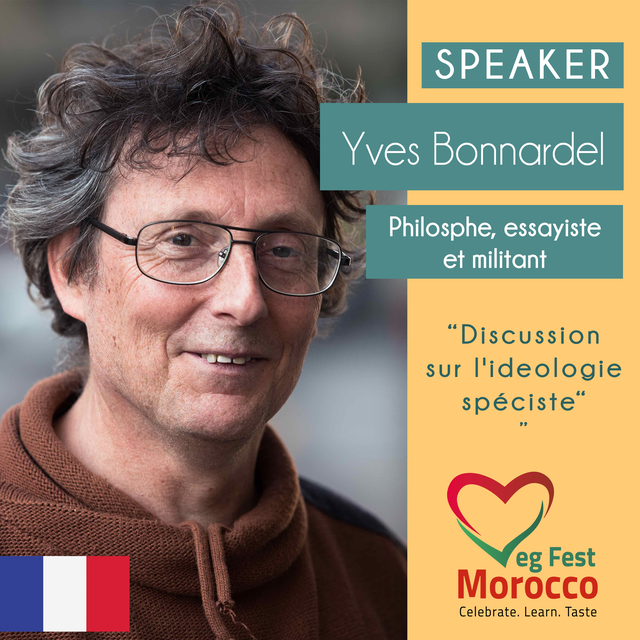 SPEAKER
Yves Bonnardel
Philosphe, essayiste
et militant
“Discussion
sur l'ideologie
spéciste“
”
Veg Fest
Morocco
Celebrate. Learn. Taste